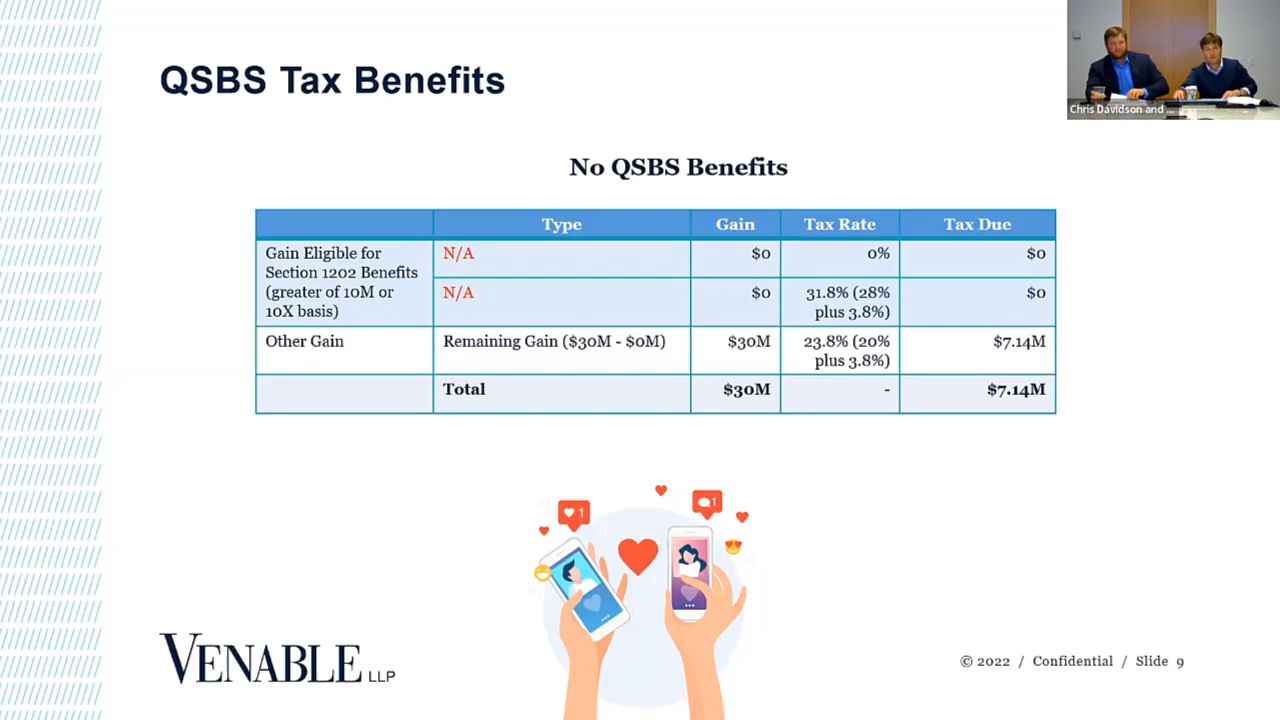 QSBS Tax Benefits
Chris Davidson and ...
No QSBS Benefits
Type Gain Tax Rate Tax Due
Gain Eligible for
Section 1202 Benefits
(greater of 10M or
10X basis)
N/A $0 0% $0
N/A $0 31.8% (28%
plus 3.8%) $0
Other Gain Remaining Gain ($30M - $0M) $30M 23.8% (20%
plus 3.8%) $7.14M
Total $30M - $7.14M
1
1
VENABLE LLP
© 2022 / Confidential / Slide 9